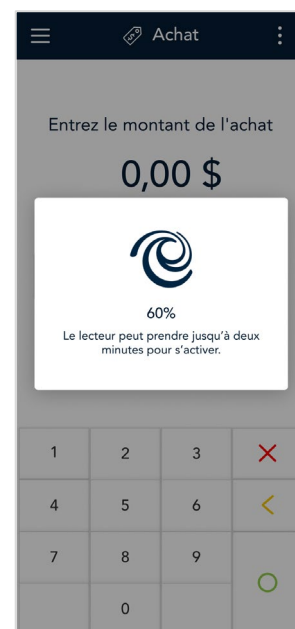 Achat
Entrez le montant de l'achat
0,00 $
60%
Le lecteur peut prendre jusqu'à deux
minutes pour s'activer.
1 2 3
4 5 6
7 8 9
0